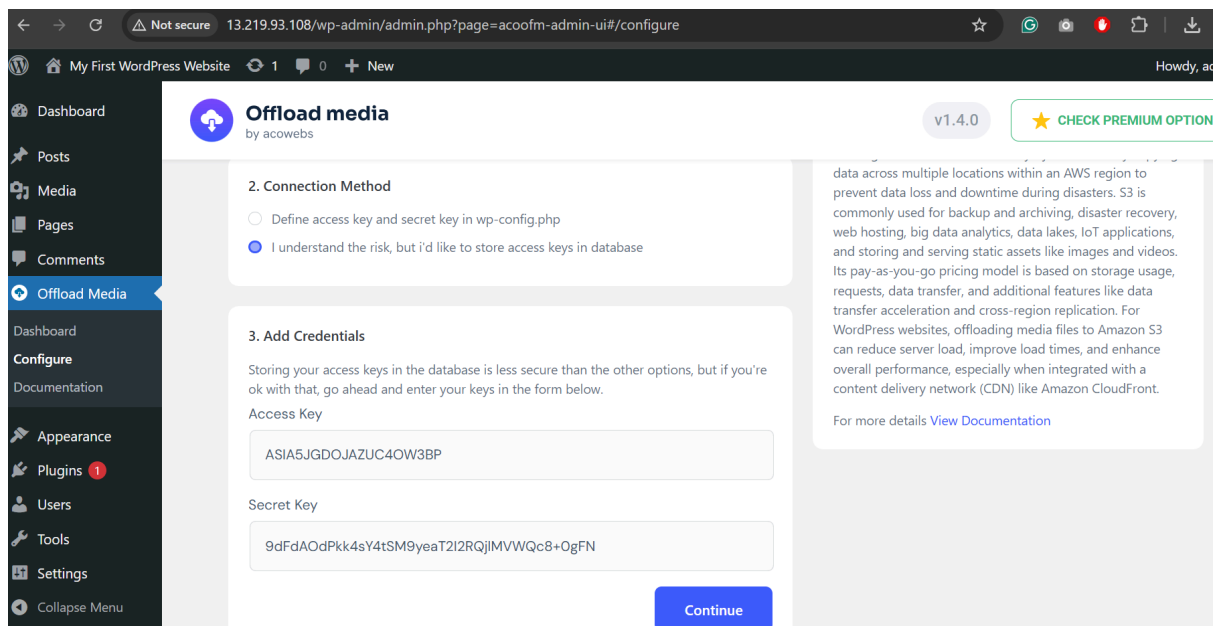 Not secure 13.219.93.108/wp-admin/admin.php?page=acoofm-admin-ui#/configure
My First WordPress Website 1 0 New
Howdy, ac
Dashboard
Posts
Media
Pages
Comments
Offload Media
Dashboard
Configure
Documentation
Appearance
Plugins 1
Users
Tools
Settings
Collapse Menu
Offload media
by acowebs
v1.4.0
CHECK PREMIUM OPTION
2. Connection Method
Define access key and secret key in wp-config.php
I understand the risk, but i'd like to store access keys in database
3. Add Credentials
Storing your access keys in the database is less secure than the other options, but if you're
ok with that, go ahead and enter your keys in the form below.
Access Key
ASIA5JGDOJAZUC4OW3BP
Secret Key
Continue
data across multiple locations within an AWS region to
prevent data loss and downtime during disasters. S3 is
commonly used for backup and archiving, disaster recovery,
web hosting, big data analytics, data lakes, IoT applications,
and storing and serving static assets like images and videos.
Its pay-as-you-go pricing model is based on storage usage,
requests, data transfer, and additional features like data
transfer acceleration and cross-region replication. For
WordPress websites, offloading media files to Amazon S3
can reduce server load, improve load times, and enhance
overall performance, especially when integrated with a
content delivery network (CDN) like Amazon CloudFront.
For more details View Documentation